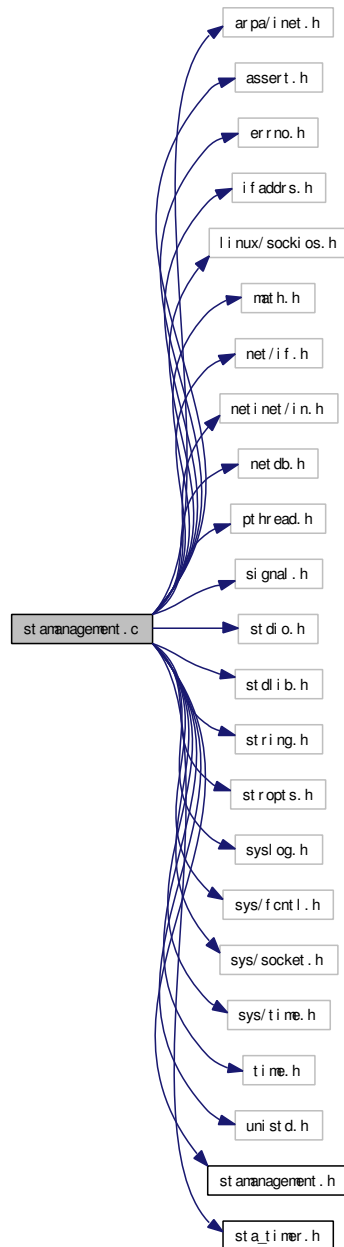 arpa/inet.h
assert.h
errno.h
ifaddrs.h
linux/sockios.h
math.h
net/if.h
netinet/in.h
netdb.h
pthread.h
signal.h
stamanagement.c
stdio.h
stdlib.h
string.h
stropts.h
syslog.h
sys/fcntl.h
sys/socket.h
sys/time.h
time.h
unistd.h
stamanagement.h
sta_timer.h